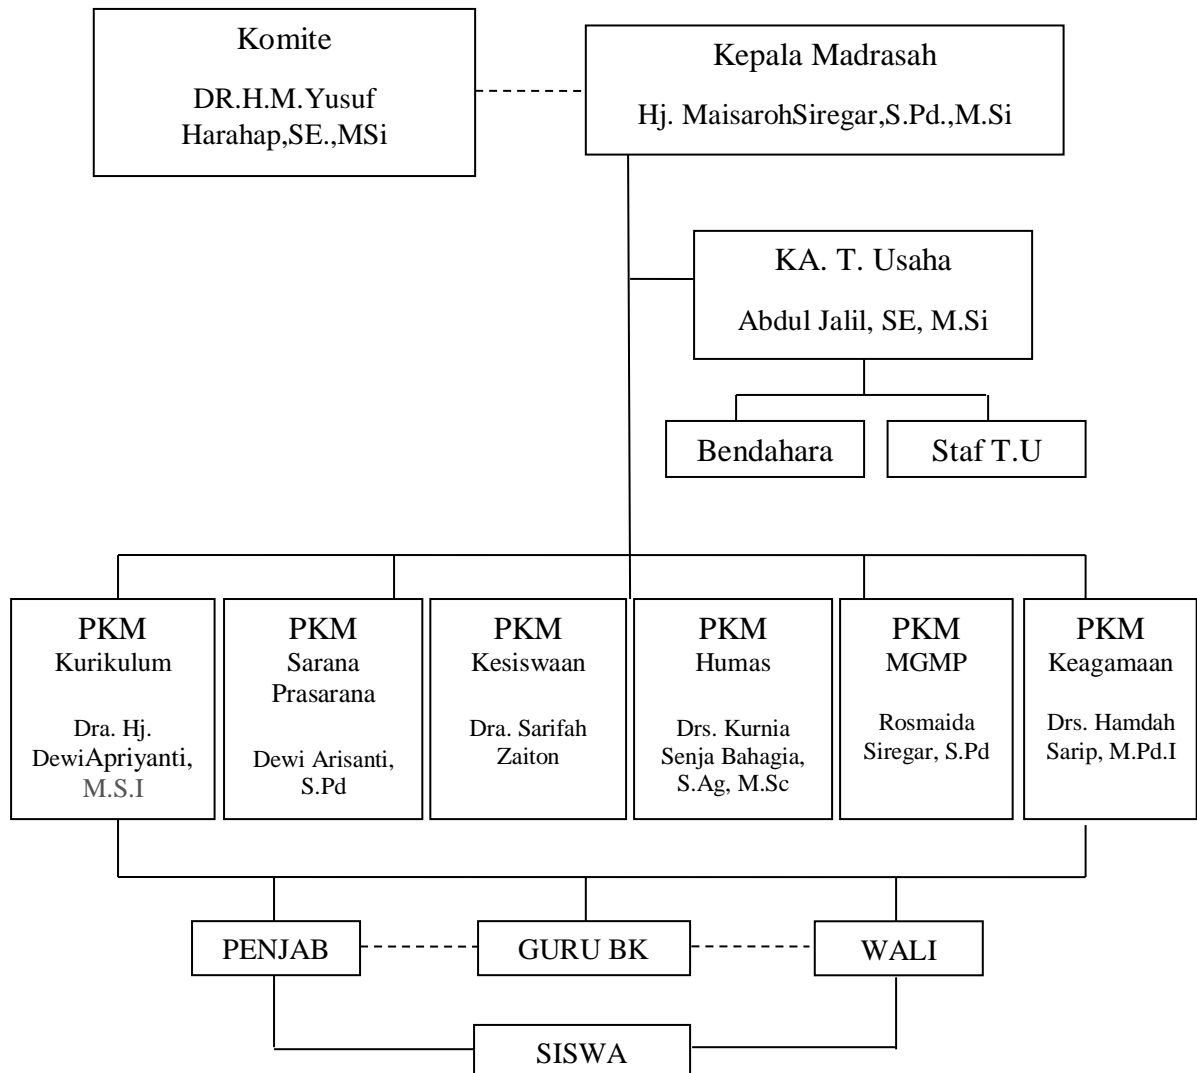 Komite
DR.H.M.Yusuf
Harahap,SE.,MSi
Kepala Madrasah
Hj. MaisarohSiregar,S.Pd.,M.Si
KA. T. Usaha
Abdul Jalil, SE, M.Si
Bendahara
Staf T.U
PKM
Kurikulum
Dra. Hj.
DewiApriyanti,
M.S.I
PKM
Sarana
Prasarana
Dewi Arisanti,
S.Pd
PKM
Kesiswaan
Dra. Sarifah
Zaiton
PKM
Humas
Drs. Kurnia
Senja Bahagia,
S.Ag, M.Sc
PKM
MGMP
Rosmaida
Siregar, S.Pd
PKM
Keagamaan
Drs. Hamdah
Sarip, M.Pd.I
PENJAB
GURU BK
WALI
SISWA